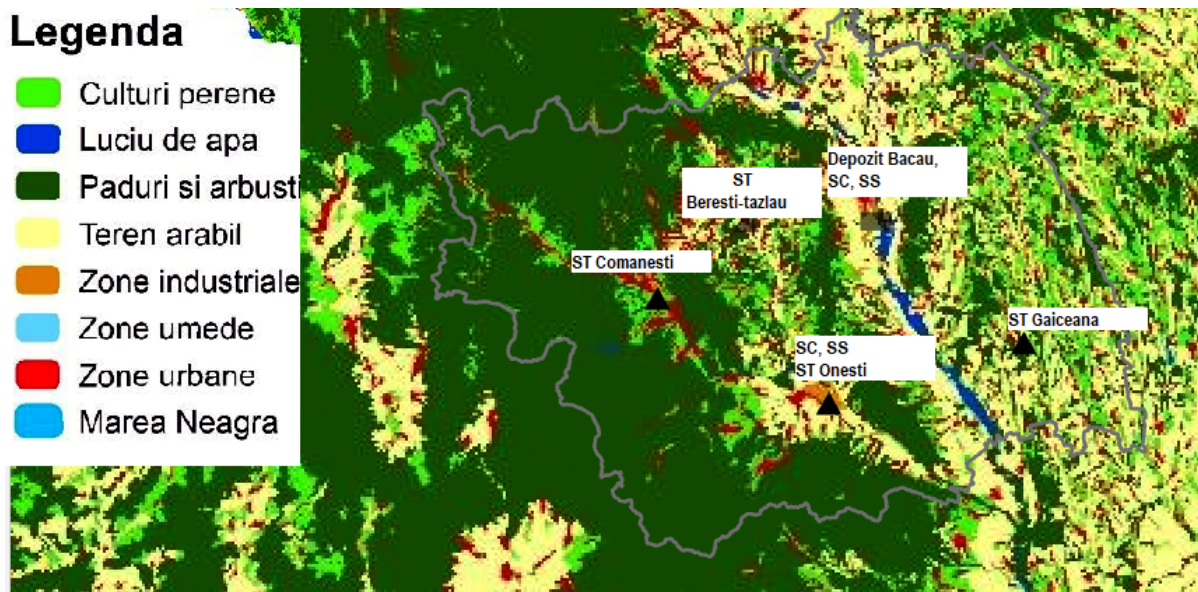 Legenda
Culturi perene
Luciu de apa
Paduri si arbusti
Teren arabil
Zone industriale
Zone umede
Zone urbane
Marea Neagra
Depozit Bacau,
SC, SS
ST
Beresti-tazlau
ST Comanesti
ST Gaiceana
SC, SS
ST Onesti